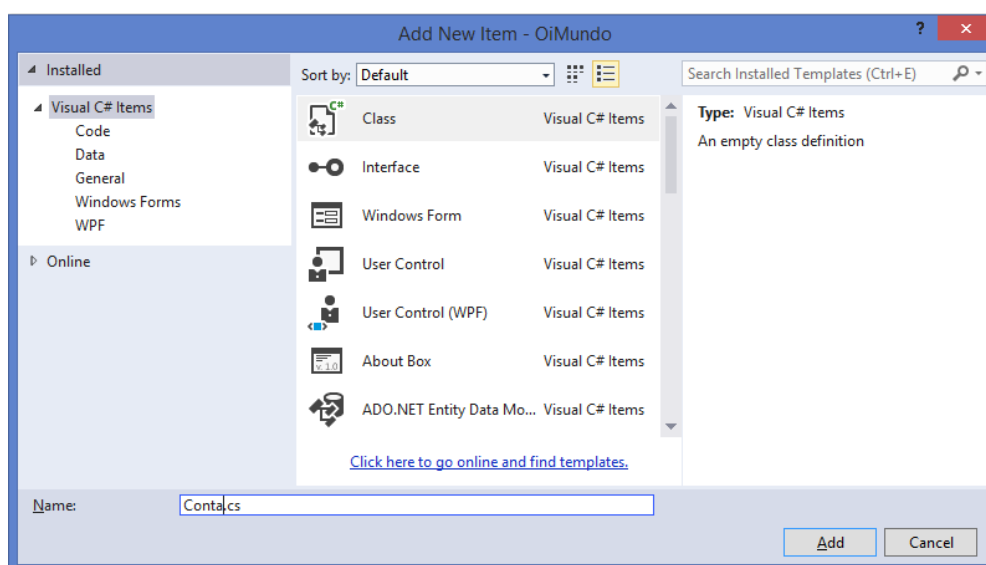 Add New Item - OiMundo
? ×
Installed
Sort by: Default
Search Installed Templates (Ctrl+E)
Visual C# Items
Code
Data
General
Windows Forms
WPF
Online
C#
Class Visual C# Items
Interface Visual C# Items
Windows Form Visual C# Items
User Control Visual C# Items
User Control (WPF) Visual C# Items
v. 1.0
About Box Visual C# Items
ADO.NET Entity Data Mo... Visual C# Items
Click here to go online and find templates.
Type: Visual C# Items
An empty class definition
Name: Conta.cs
Add Cancel